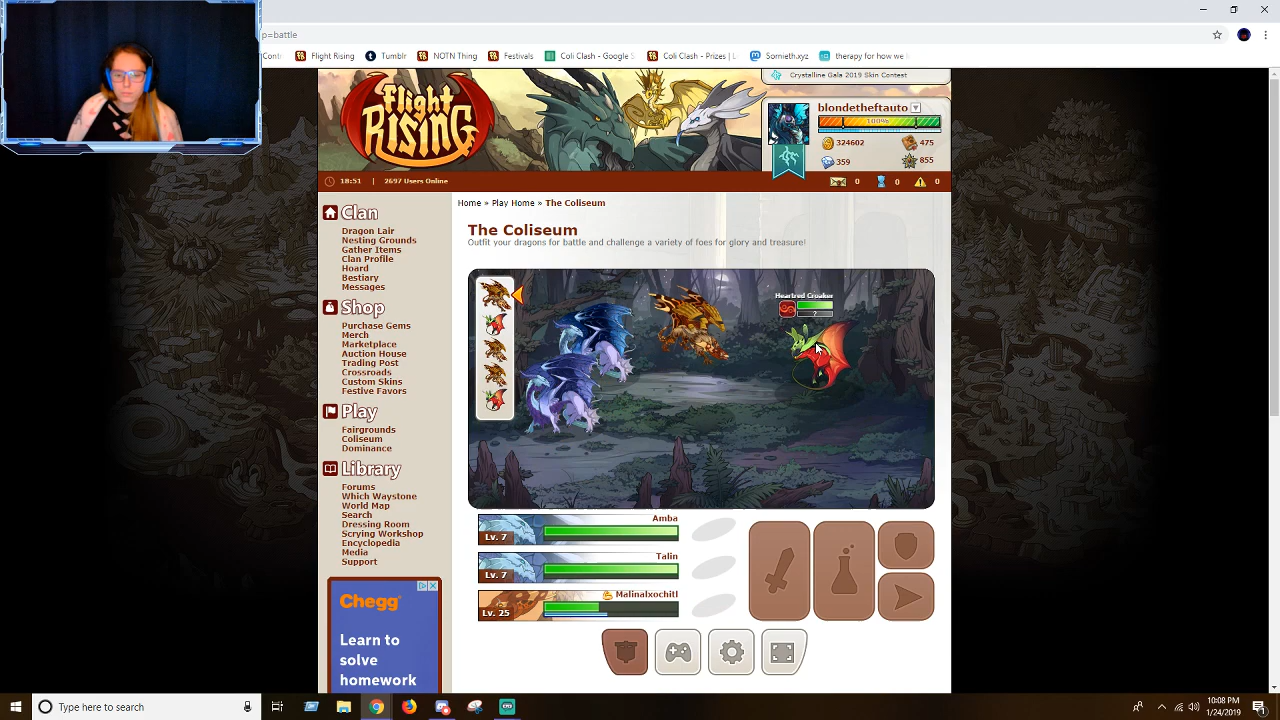 p=battle
Conti
Flight Rising
Tumblr
NOTN Thing
Festivals
Coli Clash - Google S
Coli Clash - Prizes | L
Sornieth.xyz
therapy for how we l
Crystalline Gala 2019 Skin Contest
Flight
RISING
blondetheftauto
100%
324602
475
359
855
18:51 | 2697 Users Online
0
0
0
Clan
Dragon Lair
Nesting Grounds
Gather Items
Clan Profile
Hoard
Bestiary
Messages
Shop
Purchase Gems
Merch
Marketplace
Auction House
Trading Post
Crossroads
Custom Skins
Festive Favors
Play
Fairgrounds
Coliseum
Dominance
Library
Forums
Which Waystone
World Map
Search
Dressing Room
Scrying Workshop
Encyclopedia
Media
Support
Chegg
Learn to
solve
homework
Home » Play Home » The Coliseum
The Coliseum
Outfit your dragons for battle and challenge a variety of foes for glory and treasure!
Heartred Croaker
?
Amba
Lv. 7
Talin
Lv. 7
Malinalxochitl
Lv. 25
Type here to search
10:08 PM
1/24/2019